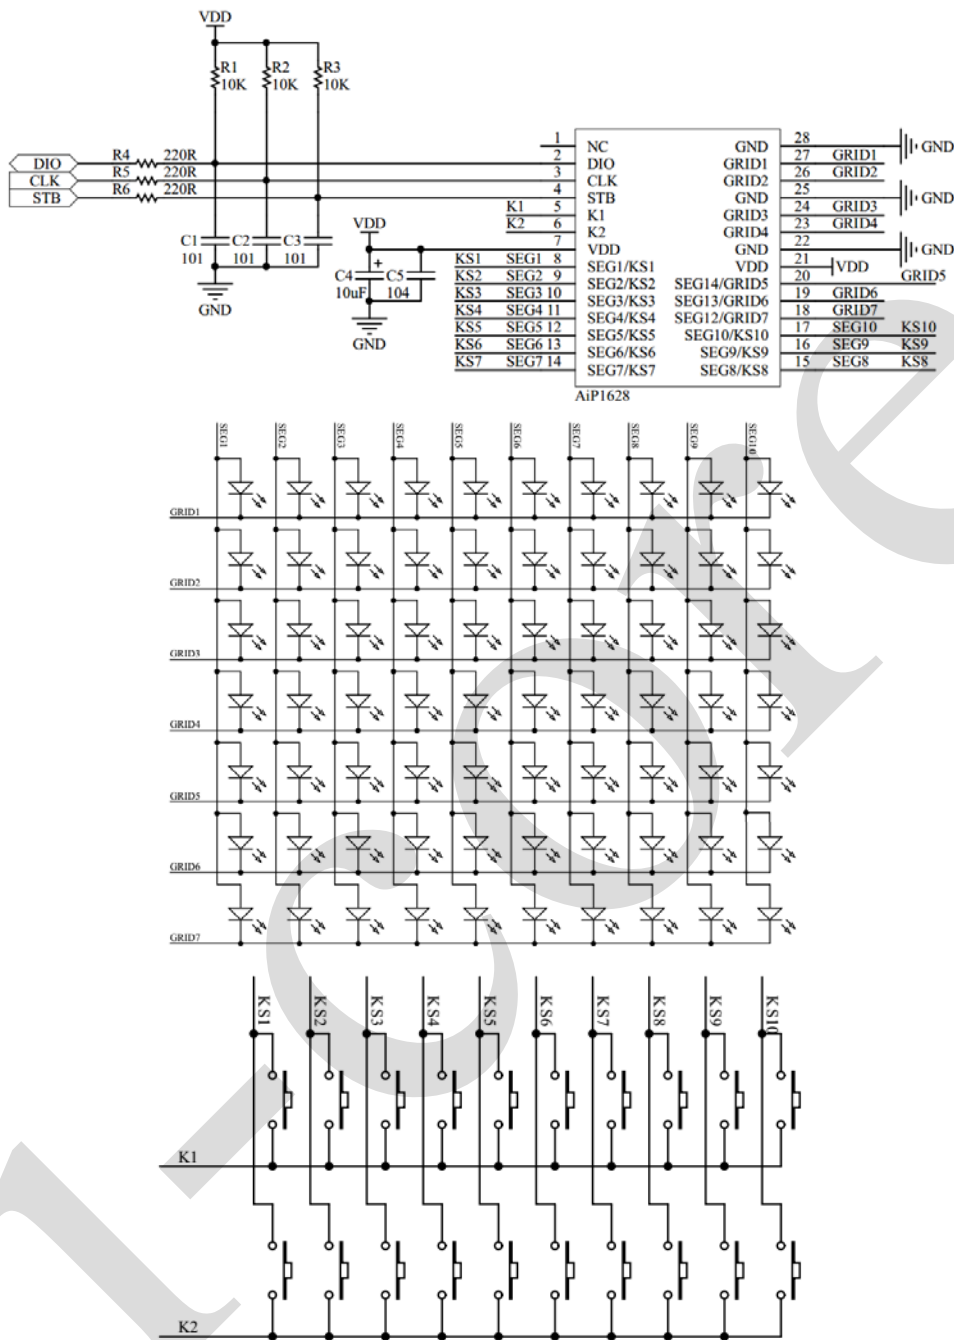 VDD
R1 R2 R3
10K 10K 10K
DIO R4 220R
CLK R5 220R
STB R6 220R
C1 C2 C3
101 101 101
GND
VDD
C4 + C5
10uF 104
GND
K1
K2
1 NC GND 28 GND
2 DIO GRID1 27 GRID1
3 CLK GRID2 26 GRID2
4 STB GND 25 GND
5 K1 GRID3 24 GRID3
6 K2 GRID4 23 GRID4
7 VDD GND 22 GND
KS1 SEG1 8 SEG1/KS1 VDD 21 VDD
KS2 SEG2 9 SEG2/KS2 SEG14/GRID5 20 GRID5
KS3 SEG3 10 SEG3/KS3 SEG13/GRID6 19 GRID6
KS4 SEG4 11 SEG4/KS4 SEG12/GRID7 18 GRID7
KS5 SEG5 12 SEG5/KS5 SEG10/KS10 17 SEG10 KS10
KS6 SEG6 13 SEG6/KS6 SEG9/KS9 16 SEG9 KS9
KS7 SEG7 14 SEG7/KS7 SEG8/KS8 15 SEG8 KS8
AiP1628
SEG1 SEG2 SEG3 SEG4 SEG5 SEG6 SEG7 SEG8 SEG9 SEG10
GRID1
GRID2
GRID3
GRID4
GRID5
GRID6
GRID7
KS1 KS2 KS3 KS4 KS5 KS6 KS7 KS8 KS9 KS10
K1
K2